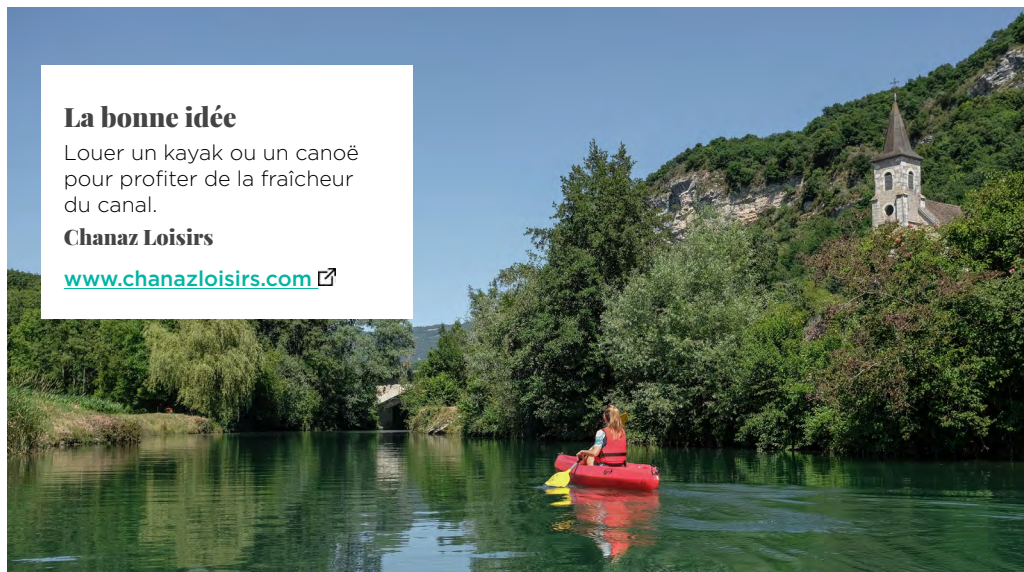 La bonne idée
Louer un kayak ou un canoë
pour profiter de la fraîcheur
du canal.
Chanaz Loisirs
www.chanazloisirs.com